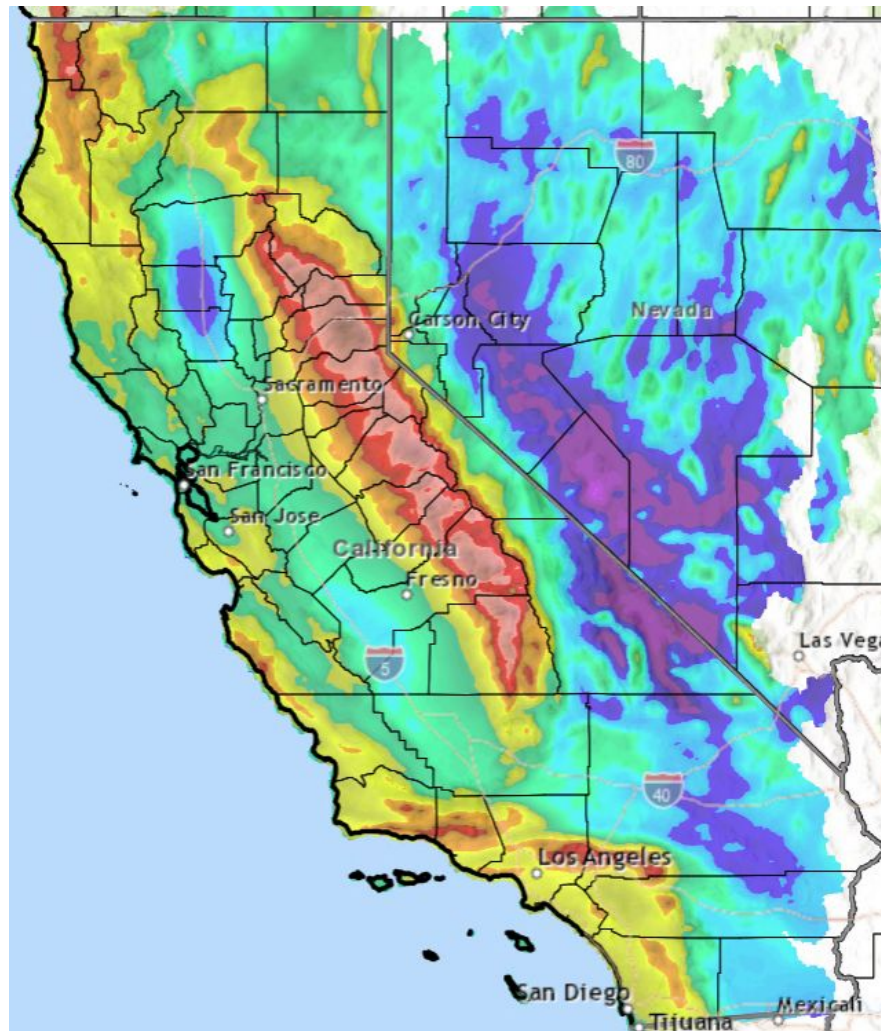 80
Nevada
Carson City
Sacramento
San Francisco
San Jose
California
Fresno
5
Las Vega
40
Los Angeles
San Diego
Mexicali
Tijuana